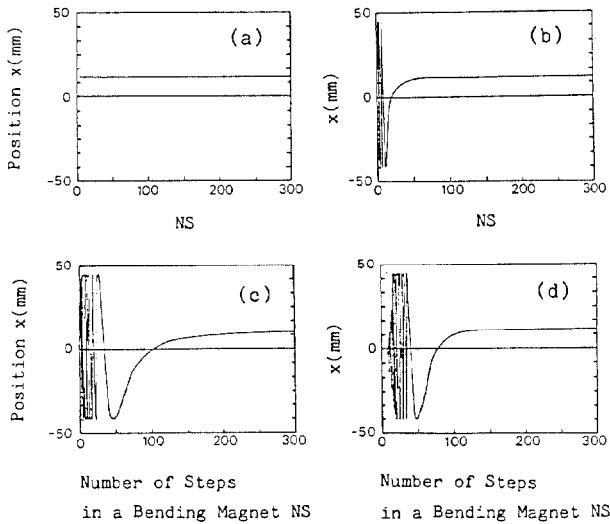 50
(a)
Position x(mm)
0
-50
0 100 200 300
NS
50
(b)
x(mm)
0
-50
0 100 200 300
NS
50
(c)
Position x(mm)
0
-50
0 100 200 300
Number of Steps
in a Bending Magnet NS
50
(d)
x(mm)
0
-50
0 100 200 300
Number of Steps
in a Bending Magnet NS